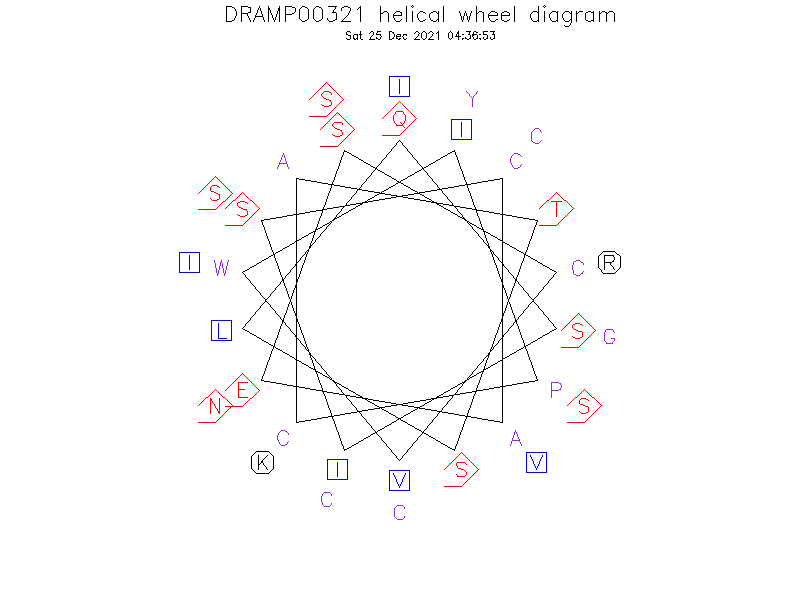 DRAMP00321 helical wheel diagram
Sat 25 Dec 2021 04:36:53
I
S Y
Q
S I C
A C
S S T
I W C R
L S G
E P
N S
C A
K I S V
V
C
C